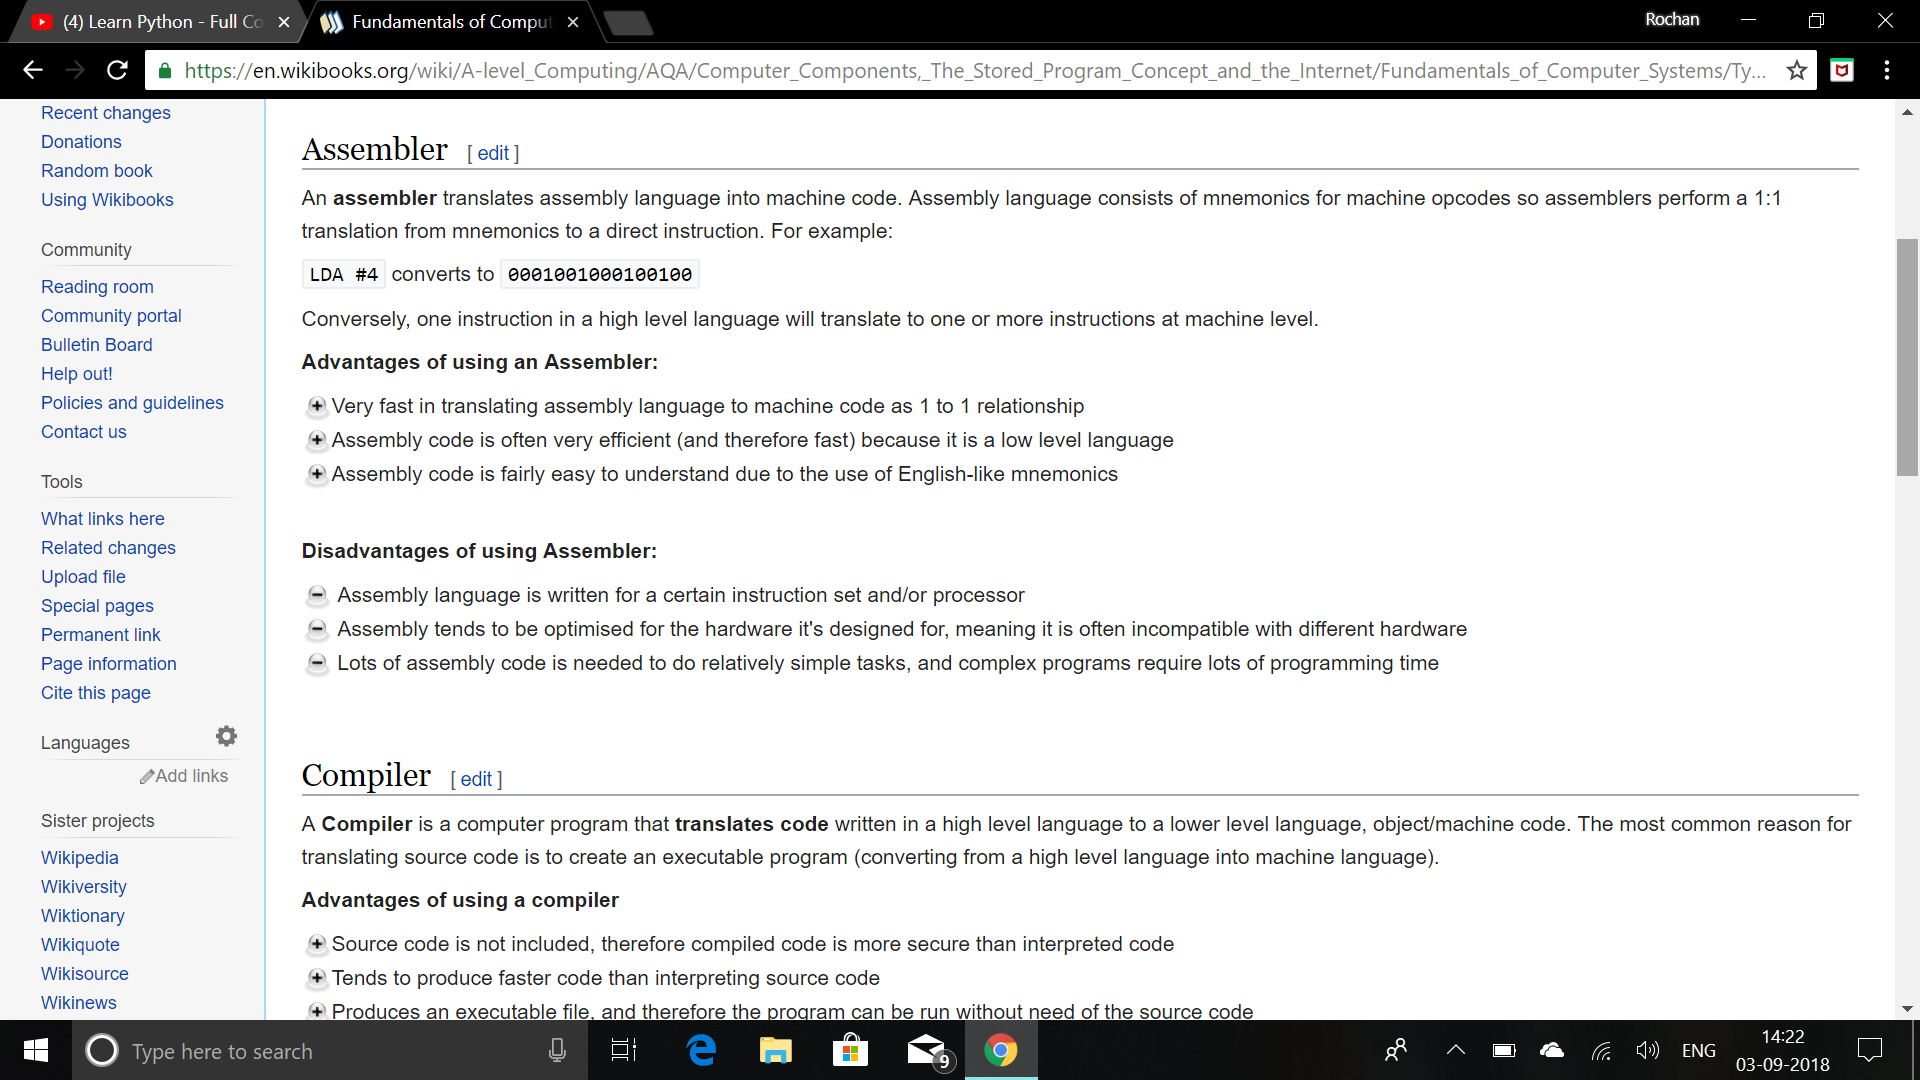 (4) Learn Python - Full Co
Fundamentals of Comput
Rochan
https://en.wikibooks.org/wiki/A-level_Computing/AQA/Computer_Components,_The_Stored_Program_Concept_and_the_Internet/Fundamentals_of_Computer_Systems/Ty...
Recent changes
Donations
Random book
Using Wikibooks
Community
Reading room
Community portal
Bulletin Board
Help out!
Policies and guidelines
Contact us
Tools
What links here
Related changes
Upload file
Special pages
Permanent link
Page information
Cite this page
Languages
Add links
Sister projects
Wikipedia
Wikiversity
Wiktionary
Wikiquote
Wikisource
Wikinews
Assembler [ edit ]
An assembler translates assembly language into machine code. Assembly language consists of mnemonics for machine opcodes so assemblers perform a 1:1
translation from mnemonics to a direct instruction. For example:
LDA #4 converts to 0001001000100100
Conversely, one instruction in a high level language will translate to one or more instructions at machine level.
Advantages of using an Assembler:
Very fast in translating assembly language to machine code as 1 to 1 relationship
Assembly code is often very efficient (and therefore fast) because it is a low level language
Assembly code is fairly easy to understand due to the use of English-like mnemonics
Disadvantages of using Assembler:
Assembly language is written for a certain instruction set and/or processor
Assembly tends to be optimised for the hardware it's designed for, meaning it is often incompatible with different hardware
Lots of assembly code is needed to do relatively simple tasks, and complex programs require lots of programming time
Compiler [ edit ]
A Compiler is a computer program that translates code written in a high level language to a lower level language, object/machine code. The most common reason for
translating source code is to create an executable program (converting from a high level language into machine language).
Advantages of using a compiler
Source code is not included, therefore compiled code is more secure than interpreted code
Tends to produce faster code than interpreting source code
Produces an executable file, and therefore the program can be run without need of the source code
Type here to search
9
ENG
14:22
03-09-2018